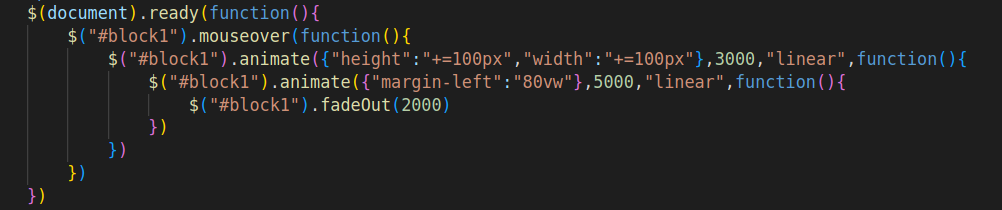 $(document).ready(function(){
    $("#block1").mouseover(function(){
        $("#block1").animate({"height":"+=100px","width":"+=100px"},3000,"linear",function(){
            $("#block1").animate({"margin-left":"80vw"},5000,"linear",function(){
                $("#block1").fadeOut(2000)
            })
        })
    })
})